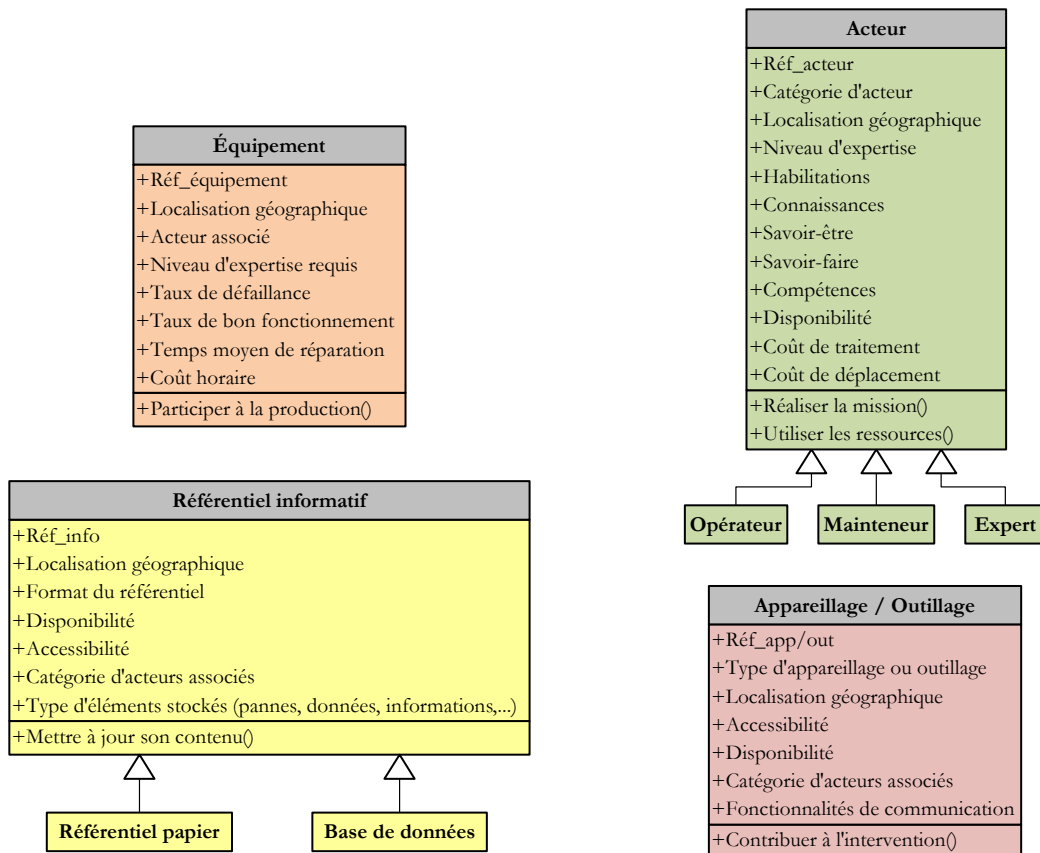 Équipement
+Réf_équipement
+Localisation géographique
+Acteur associé
+Niveau d'expertise requis
+Taux de défaillance
+Taux de bon fonctionnement
+Temps moyen de réparation
+Coût horaire
+Participer à la production()
Acteur
+Réf_acteur
+Catégorie d'acteur
+Localisation géographique
+Niveau d'expertise
+Habilitations
+Connaissances
+Savoir-être
+Savoir-faire
+Compétences
+Disponibilité
+Coût de traitement
+Coût de déplacement
+Réaliser la mission()
+Utiliser les ressources()
Opérateur
Mainteneur
Expert
Référentiel informatif
+Réf_info
+Localisation géographique
+Format du référentiel
+Disponibilité
+Accessibilité
+Catégorie d'acteurs associés
+Type d'éléments stockés (pannes, données, informations,...)
+Mettre à jour son contenu()
Référentiel papier
Base de données
Appareillage / Outillage
+Réf_app/out
+Type d'appareillage ou outillage
+Localisation géographique
+Accessibilité
+Disponibilité
+Catégorie d'acteurs associés
+Fonctionnalités de communication
+Contribuer à l'intervention()